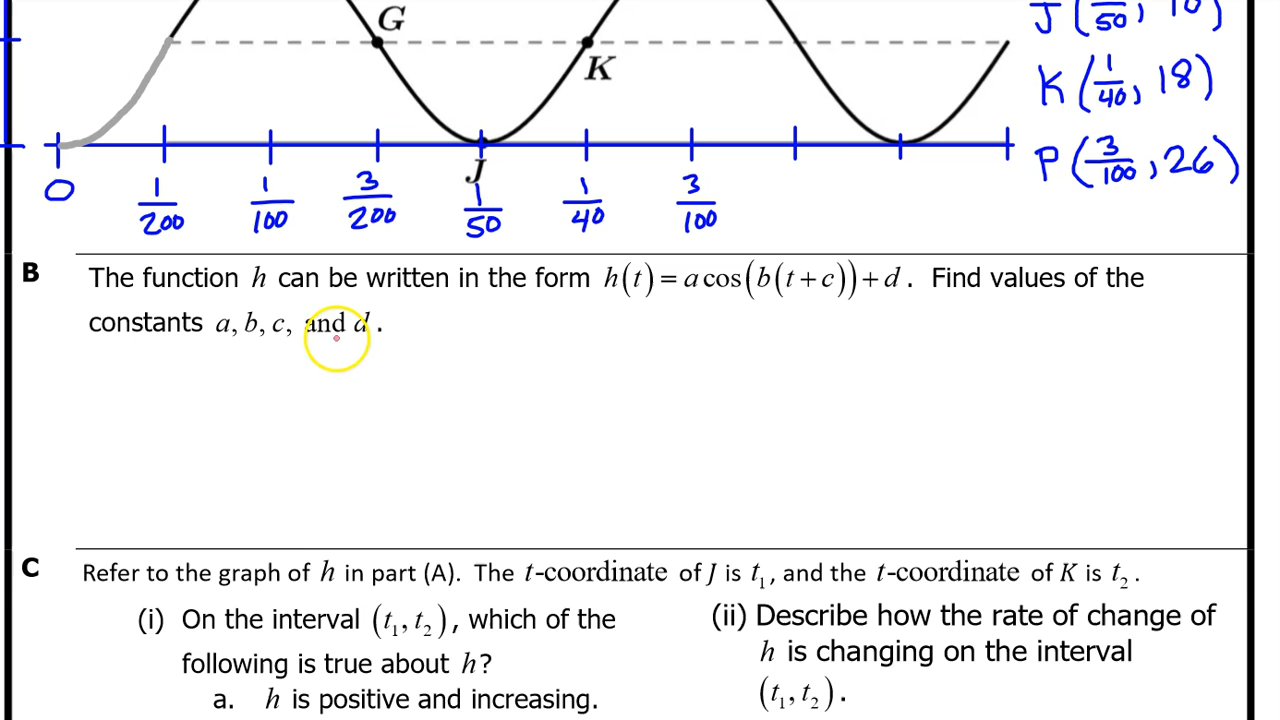 G
J (1/50, 10)
K
K (1/40, 18)
P (3/100, 26)
J
0 1/200 1/100 3/200 1/50 1/40 3/100
B The function h can be written in the form h(t) = a cos(b(t+c)) + d. Find values of the
constants a, b, c, and d.
C Refer to the graph of h in part (A). The t-coordinate of J is t₁, and the t-coordinate of K is t₂.
(i) On the interval (t₁, t₂), which of the
following is true about h?
a. h is positive and increasing.
(ii) Describe how the rate of change of
h is changing on the interval
(t₁, t₂).